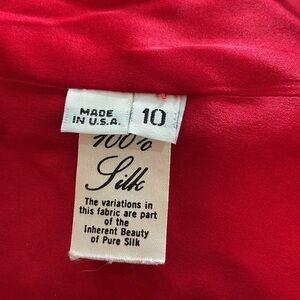 MADE
IN U.S.A.
10
100%
Silk
The variations in
this fabric are part
of the
Inherent Beauty
of Pure Silk